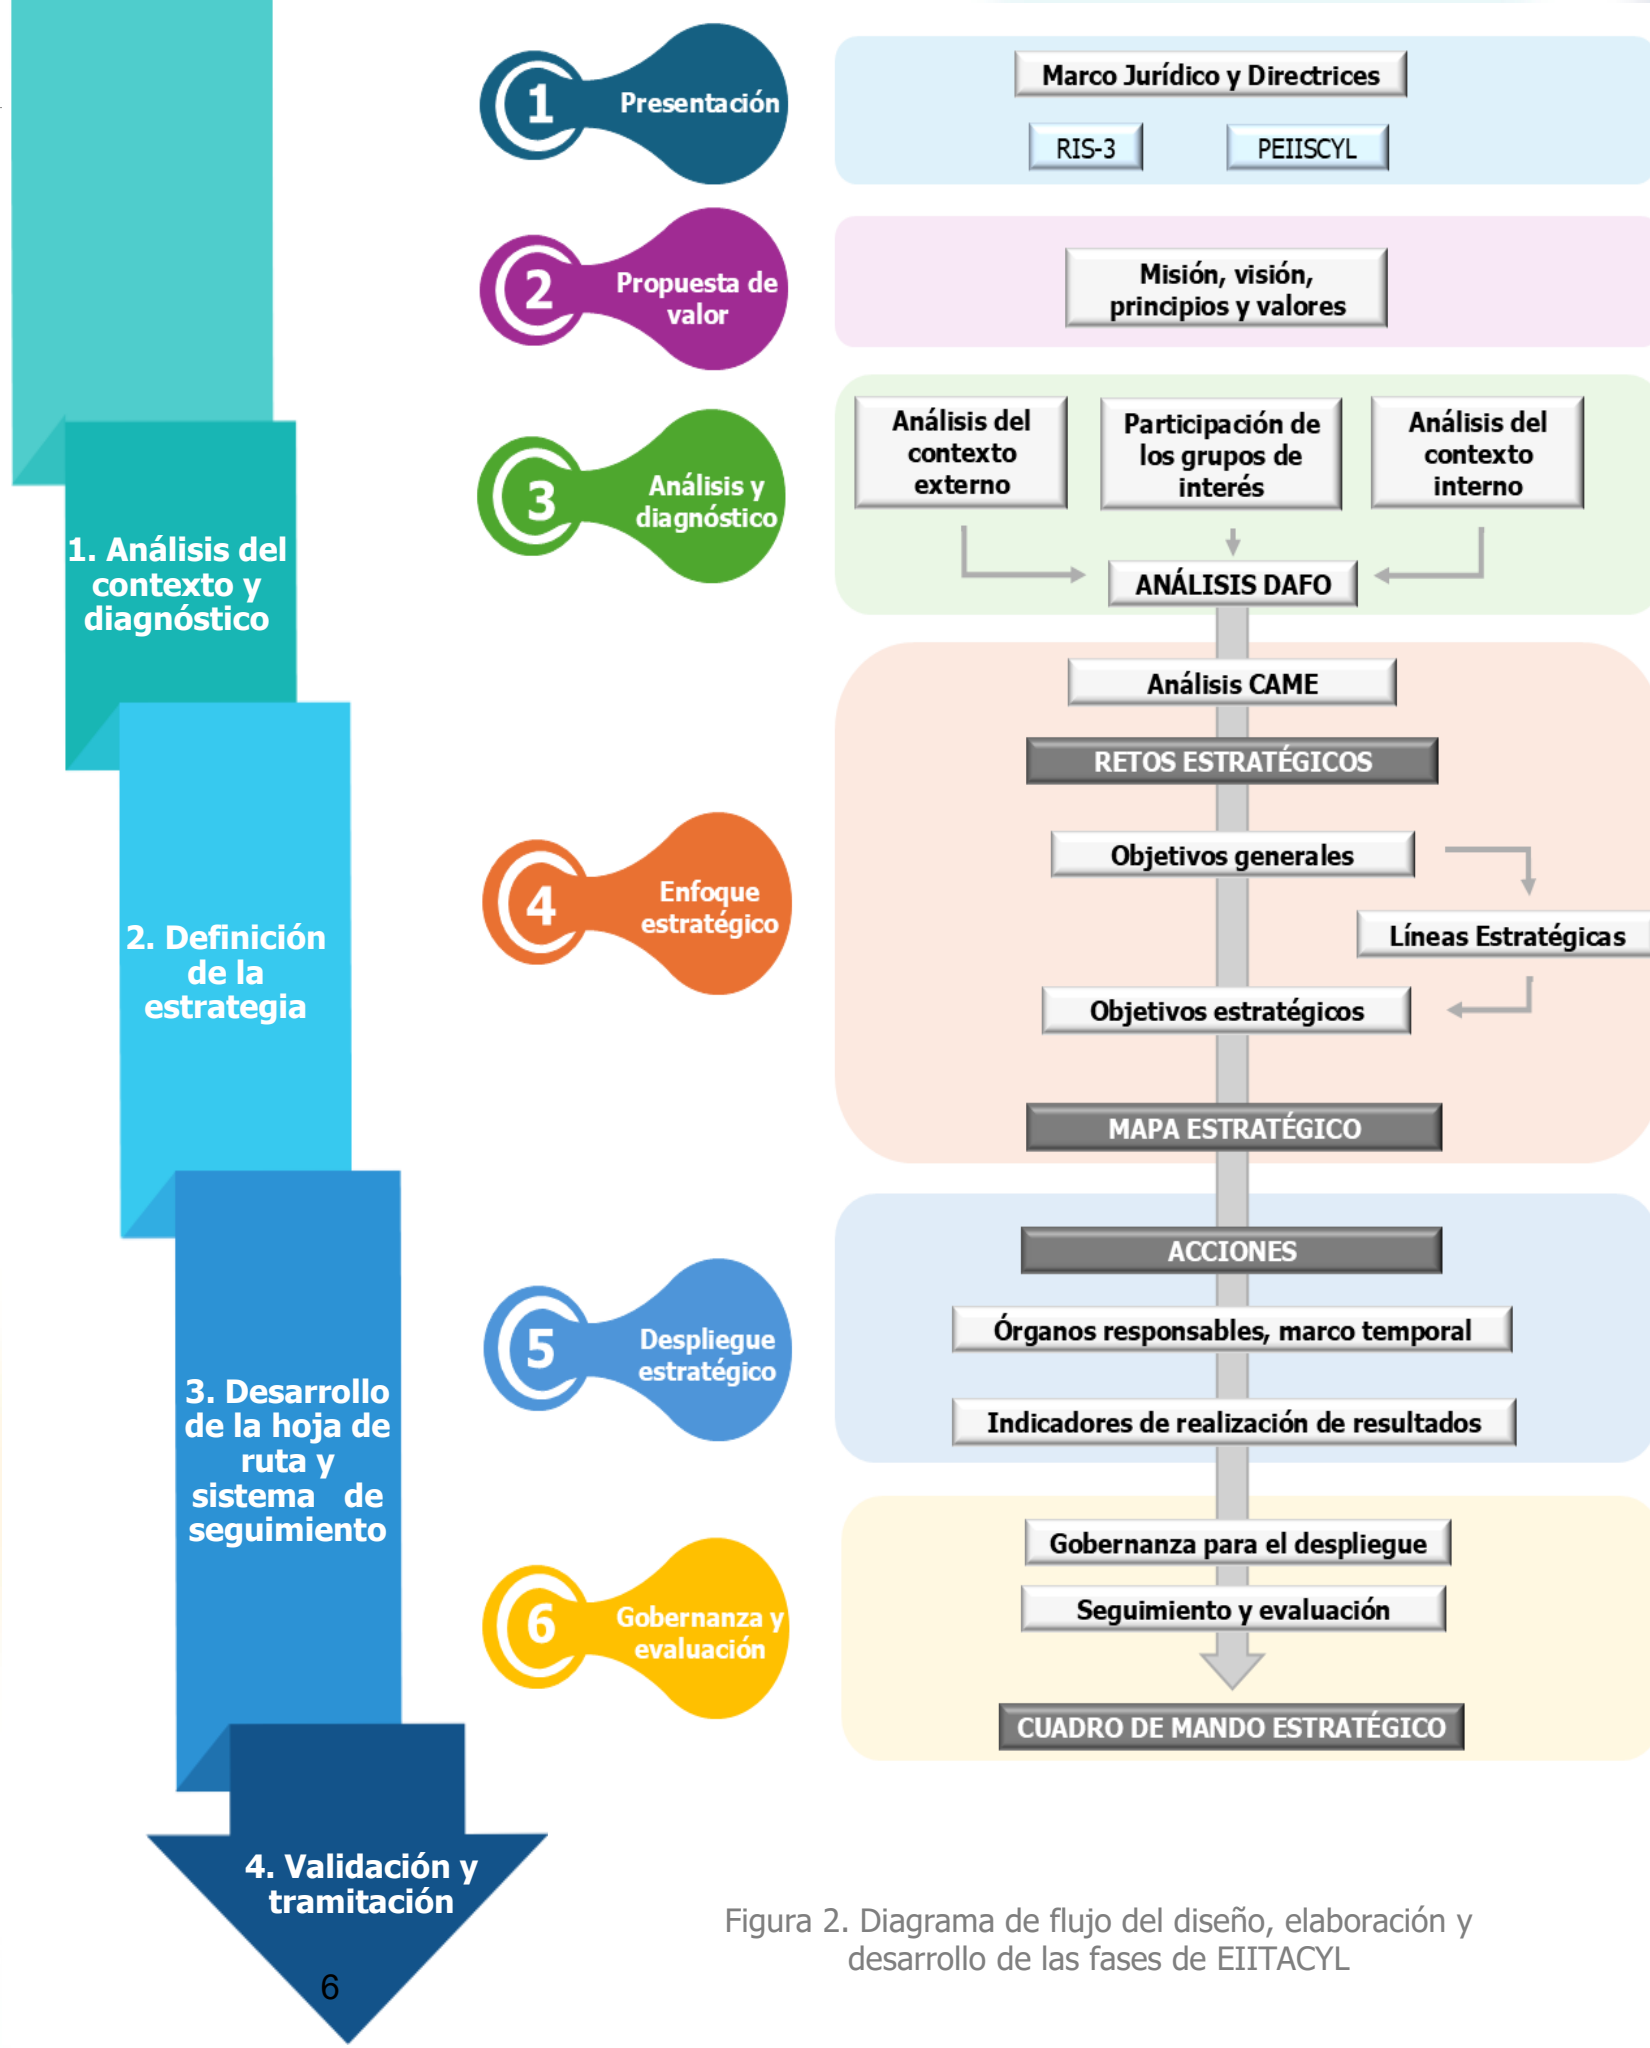 1
Presentación
Marco Jurídico y Directrices
RIS-3
PEIISCYL
2
Propuesta de
valor
Misión, visión,
principios y valores
3
Análisis y
diagnóstico
Análisis del
contexto
externo
Participación de
los grupos de
interés
Análisis del
contexto
interno
ANÁLISIS DAFO
1. Análisis del
contexto y
diagnóstico
Análisis CAME
RETOS ESTRATÉGICOS
Objetivos generales
4
Enfoque
estratégico
Líneas Estratégicas
Objetivos estratégicos
MAPA ESTRATÉGICO
2. Definición
de la
estrategia
ACCIONES
5
Despliegue
estratégico
Órganos responsables, marco temporal
Indicadores de realización de resultados
3. Desarrollo
de la hoja de
ruta y
sistema de
seguimiento
6
Gobernanza y
evaluación
Gobernanza para el despliegue
Seguimiento y evaluación
CUADRO DE MANDO ESTRATÉGICO
4. Validación y
tramitación
Figura 2. Diagrama de flujo del diseño, elaboración y
desarrollo de las fases de EIITACYL
6